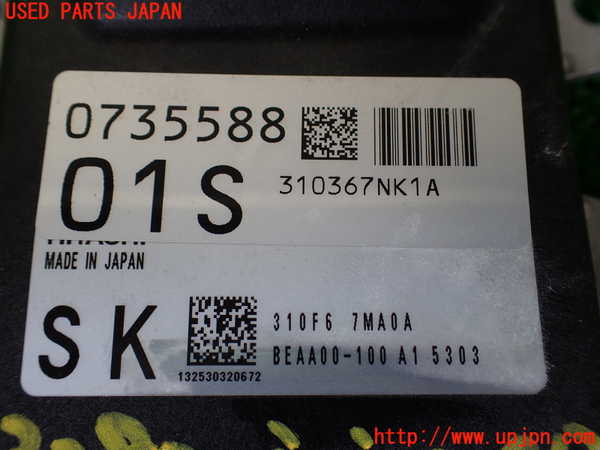 USED PARTS JAPAN
0735588
01S
310367NK1A
MADE IN JAPAN
SK
310F6 7MA0A
BEAA00-100 A1 5303
132530320672
http://www.upjpn.com